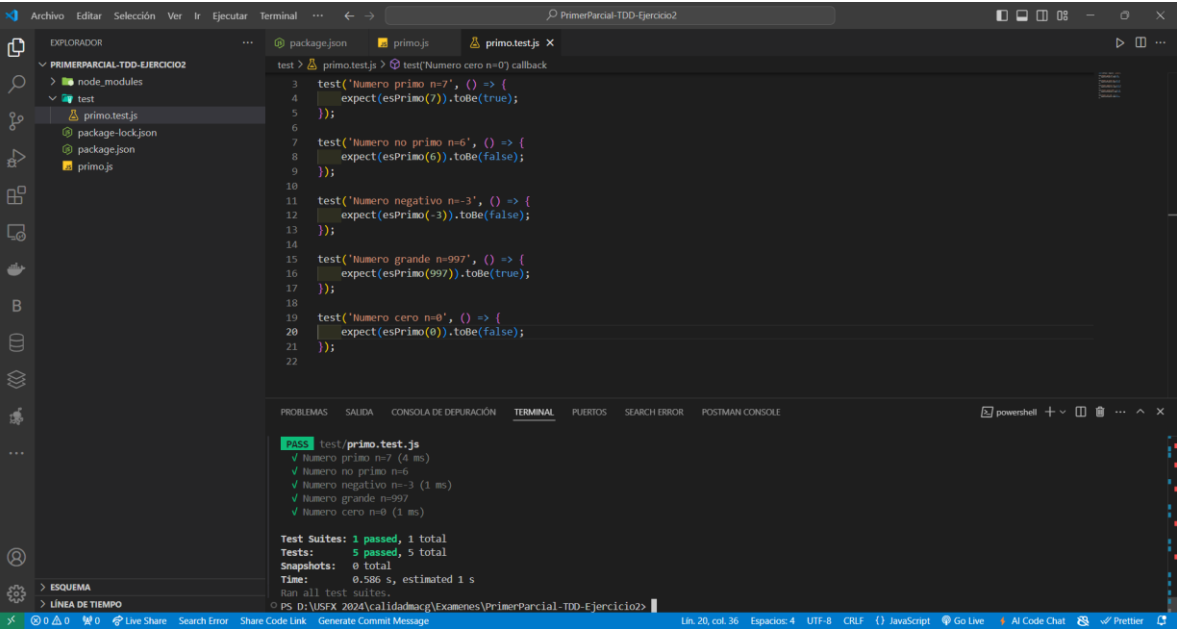 Archivo Editar Selección Ver Ir Ejecutar Terminal ··· PrimerParcial-TDD-Ejercicio2
EXPLORADOR ···
PRIMERPARCIAL-TDD-EJERCICIO2
node_modules
test
primo.test.js
package-lock.json
package.json
JS primo.js
package.json JS primo.js primo.test.js
test > primo.test.js > test('Numero cero n=0') callback
3 test('Numero primo n=7', () => {
4 expect(esPrimo(7)).toBe(true);
5 });
6
7 test('Numero no primo n=6', () => {
8 expect(esPrimo(6)).toBe(false);
9 });
10
11 test('Numero negativo n=-3', () => {
12 expect(esPrimo(-3)).toBe(false);
13 });
14
15 test('Numero grande n=997', () => {
16 expect(esPrimo(997)).toBe(true);
17 });
18
19 test('Numero cero n=0', () => {
20 expect(esPrimo(0)).toBe(false);
21 });
22
PROBLEMAS SALIDA CONSOLA DE DEPURACIÓN TERMINAL PUERTOS SEARCH ERROR POSTMAN CONSOLE powershell
PASS test/primo.test.js
√ Numero primo n=7 (4 ms)
√ Numero no primo n=6
√ Numero negativo n=-3 (1 ms)
√ Numero grande n=997
√ Numero cero n=0 (1 ms)
Test Suites: 1 passed, 1 total
Tests: 5 passed, 5 total
Snapshots: 0 total
Time: 0.586 s, estimated 1 s
Ran all test suites.
PS D:\USFX 2024\calidadmacg\Examenes\PrimerParcial-TDD-Ejercicio2>
ESQUEMA
LÍNEA DE TIEMPO
0 0 0 Live Share Search Error Share Code Link Generate Commit Message Lín. 20, col. 36 Espacios: 4 UTF-8 CRLF {} JavaScript Go Live AI Code Chat Prettier